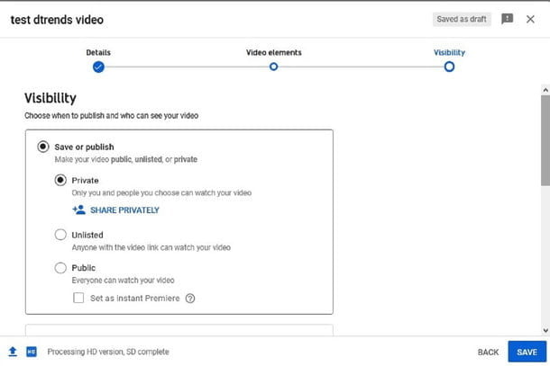 test dtrends video
Saved as draft
Details
Video elements
Visibility
Visibility
Choose when to publish and who can see your video
Save or publish
Make your video public, unlisted, or private
Private
Only you and people you choose can watch your video
SHARE PRIVATELY
Unlisted
Anyone with the video link can watch your video
Public
Everyone can watch your video
Set as instant Premiere
HD
Processing HD version, SD complete
BACK
SAVE